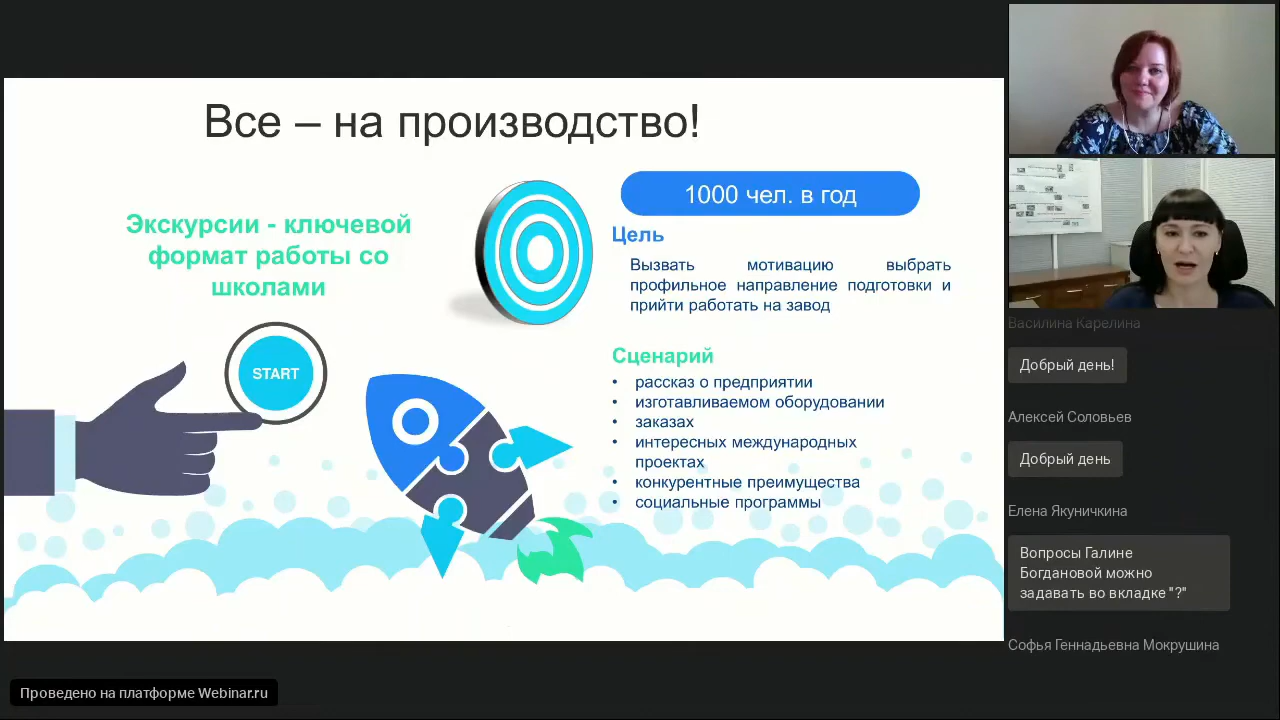 Все – на производство!
Экскурсии - ключевой
формат работы со
школами
START
1000 чел. в год
Цель
Вызвать мотивацию выбрать
профильное направление подготовки и
прийти работать на завод
Сценарий
• рассказ о предприятии
• изготавливаемом оборудовании
• заказах
• интересных международных
проектах
• конкурентные преимущества
• социальные программы
Василина Карелина
Добрый день!
Алексей Соловьев
Добрый день
Елена Якуничкина
Вопросы Галине
Богдановой можно
задавать во вкладке "?"
Софья Геннадьевна Мокрушина
Проведено на платформе Webinar.ru